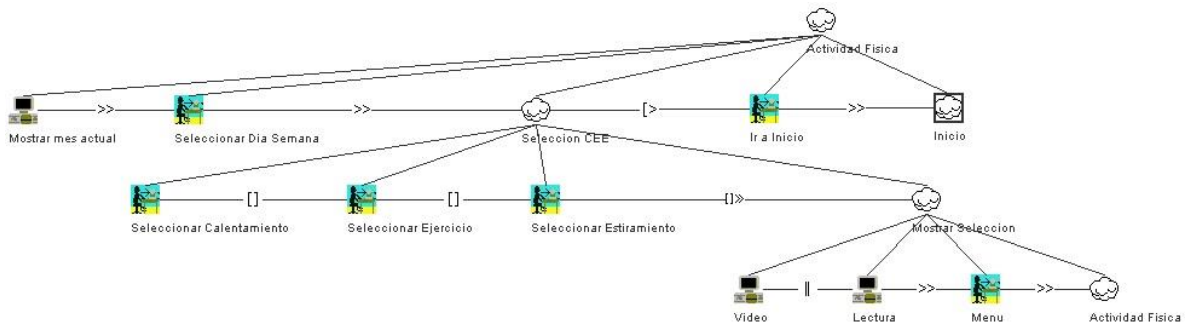 Actividad Fisica
>> >> [> >>
Mostrar mes actual Seleccionar Dia Semana Seleccion CEE Ir a Inicio Inicio
[] [] []>>
Seleccionar Calentamiento Seleccionar Ejercicio Seleccionar Estiramiento Mostrar Seleccion
|| >> >>
Video Lectura Menu Actividad Fisica